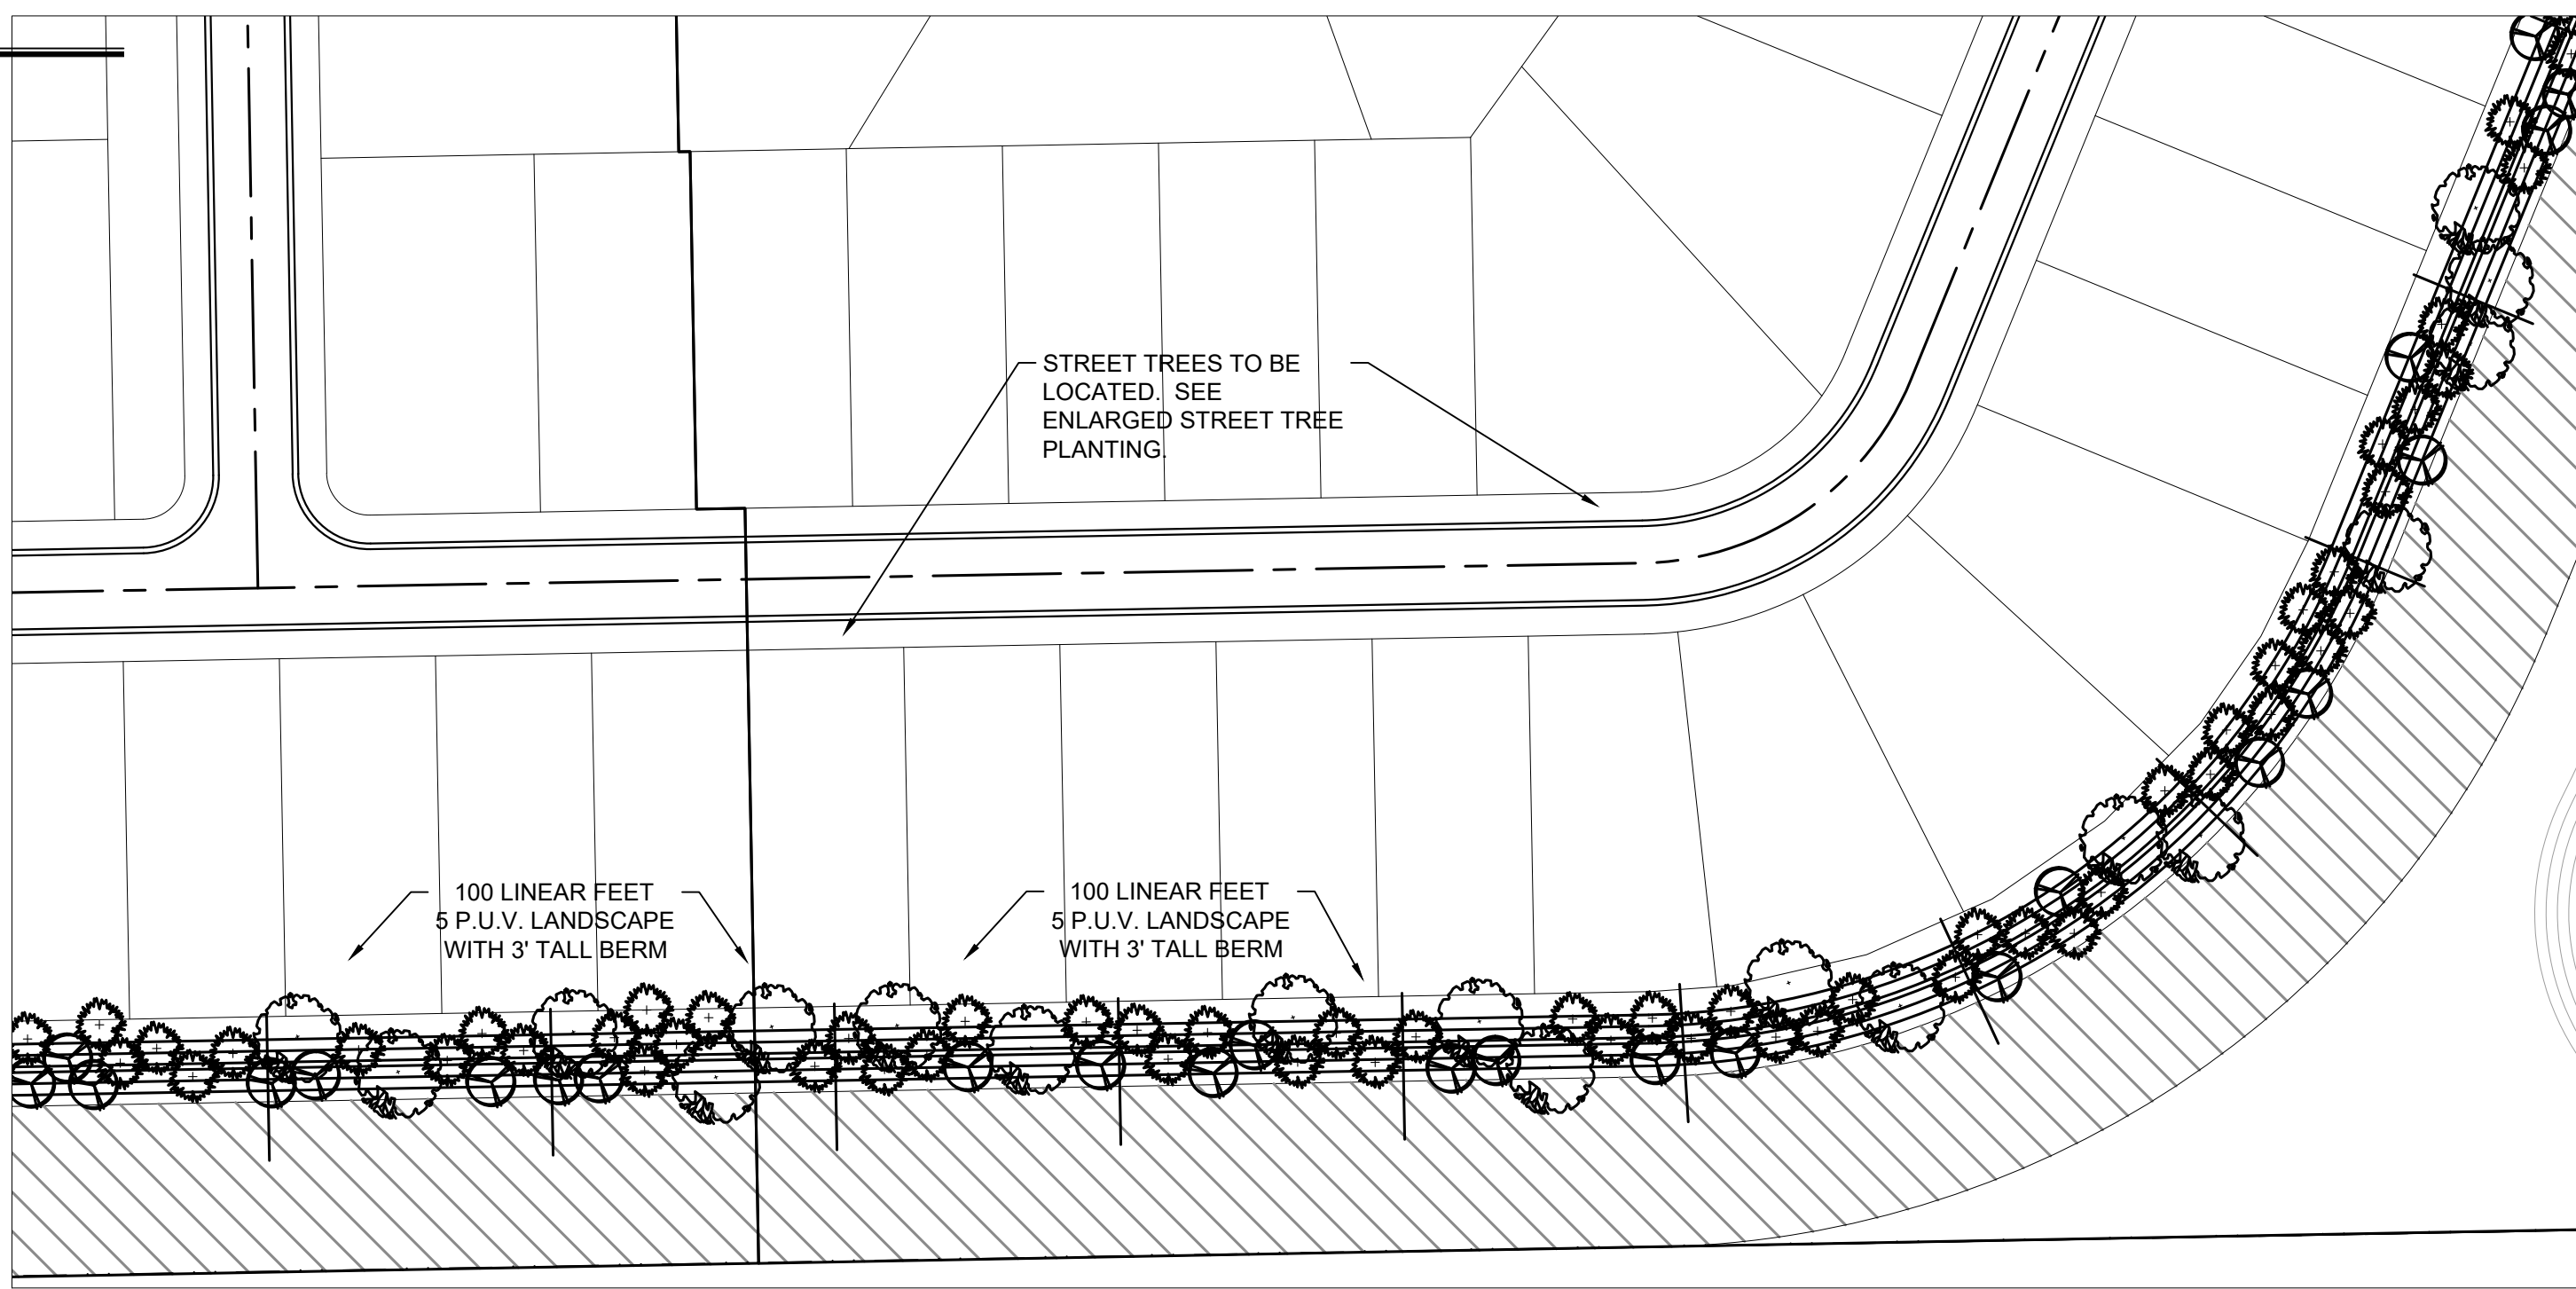 STREET TREES TO BE
LOCATED. SEE
ENLARGED STREET TREE
PLANTING.
100 LINEAR FEET
5 P.U.V. LANDSCAPE
WITH 3' TALL BERM
100 LINEAR FEET
5 P.U.V. LANDSCAPE
WITH 3' TALL BERM